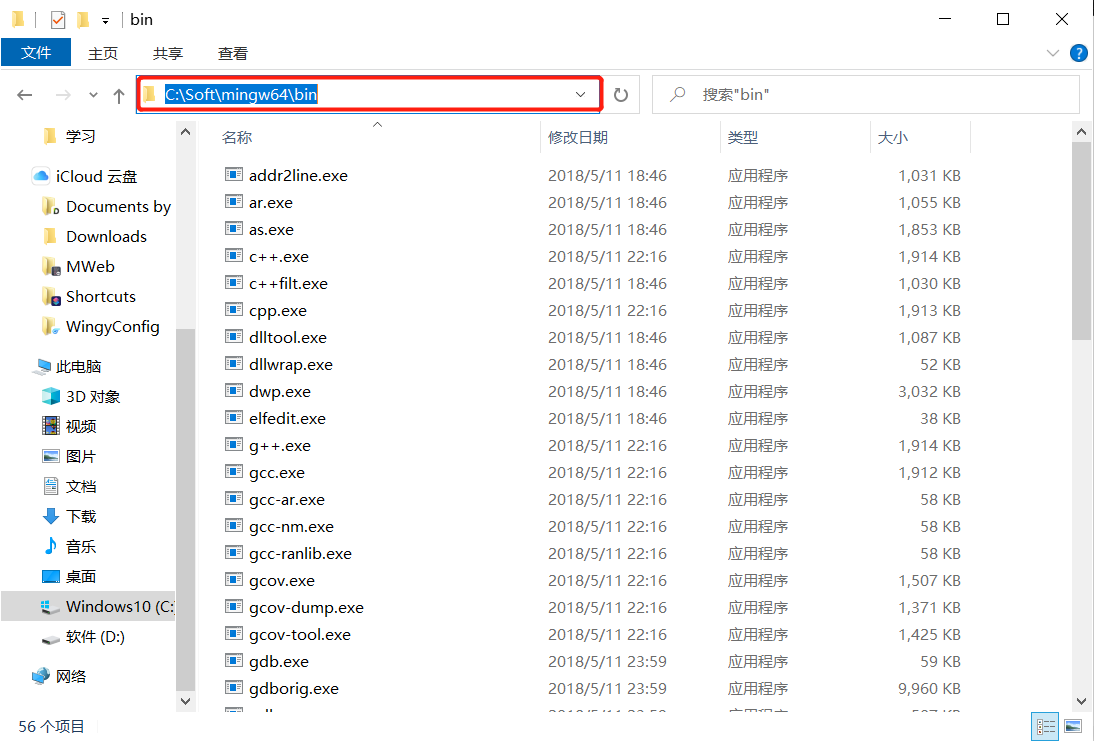 bin
文件 主页 共享 查看
C:\Soft\mingw64\bin 搜索"bin"
学习
iCloud 云盘
Documents by
Downloads
MWeb
Shortcuts
WingyConfig
此电脑
3D 对象
视频
图片
文档
下载
音乐
桌面
Windows10 (C:
软件 (D:)
网络
名称 修改日期 类型 大小
addr2line.exe 2018/5/11 18:46 应用程序 1,031 KB
ar.exe 2018/5/11 18:46 应用程序 1,055 KB
as.exe 2018/5/11 18:46 应用程序 1,853 KB
c++.exe 2018/5/11 22:16 应用程序 1,914 KB
c++filt.exe 2018/5/11 18:46 应用程序 1,030 KB
cpp.exe 2018/5/11 22:16 应用程序 1,913 KB
dlltool.exe 2018/5/11 18:46 应用程序 1,087 KB
dllwrap.exe 2018/5/11 18:46 应用程序 52 KB
dwp.exe 2018/5/11 18:46 应用程序 3,032 KB
elfedit.exe 2018/5/11 18:46 应用程序 38 KB
g++.exe 2018/5/11 22:16 应用程序 1,914 KB
gcc.exe 2018/5/11 22:16 应用程序 1,912 KB
gcc-ar.exe 2018/5/11 22:16 应用程序 58 KB
gcc-nm.exe 2018/5/11 22:16 应用程序 58 KB
gcc-ranlib.exe 2018/5/11 22:16 应用程序 58 KB
gcov.exe 2018/5/11 22:16 应用程序 1,507 KB
gcov-dump.exe 2018/5/11 22:16 应用程序 1,371 KB
gcov-tool.exe 2018/5/11 22:16 应用程序 1,425 KB
gdb.exe 2018/5/11 23:59 应用程序 59 KB
gdborig.exe 2018/5/11 23:59 应用程序 9,960 KB
56 个项目